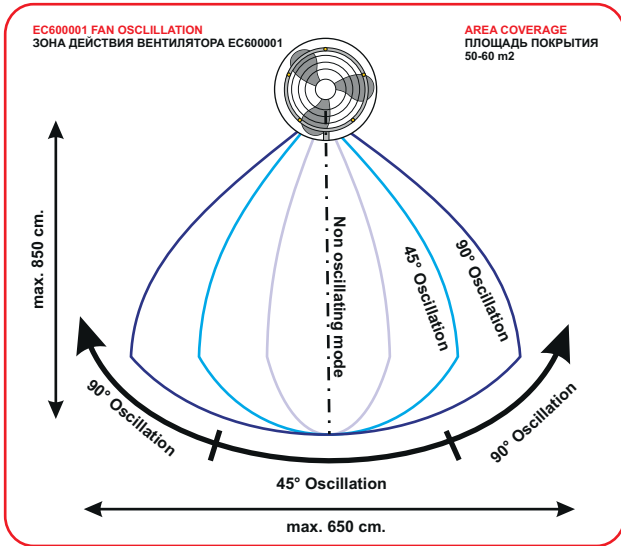 EC600001 FAN OSCLILLATION
ЗОНА ДЕЙСТВИЯ ВЕНТИЛЯТОРА EC600001
AREA COVERAGE
ПЛОЩАДЬ ПОКРЫТИЯ
50-60 m2
max. 850 cm.
Non oscillating mode
45° Oscillation
90° Oscillation
90° Oscillation
45° Oscillation
90° Oscillation
max. 650 cm.